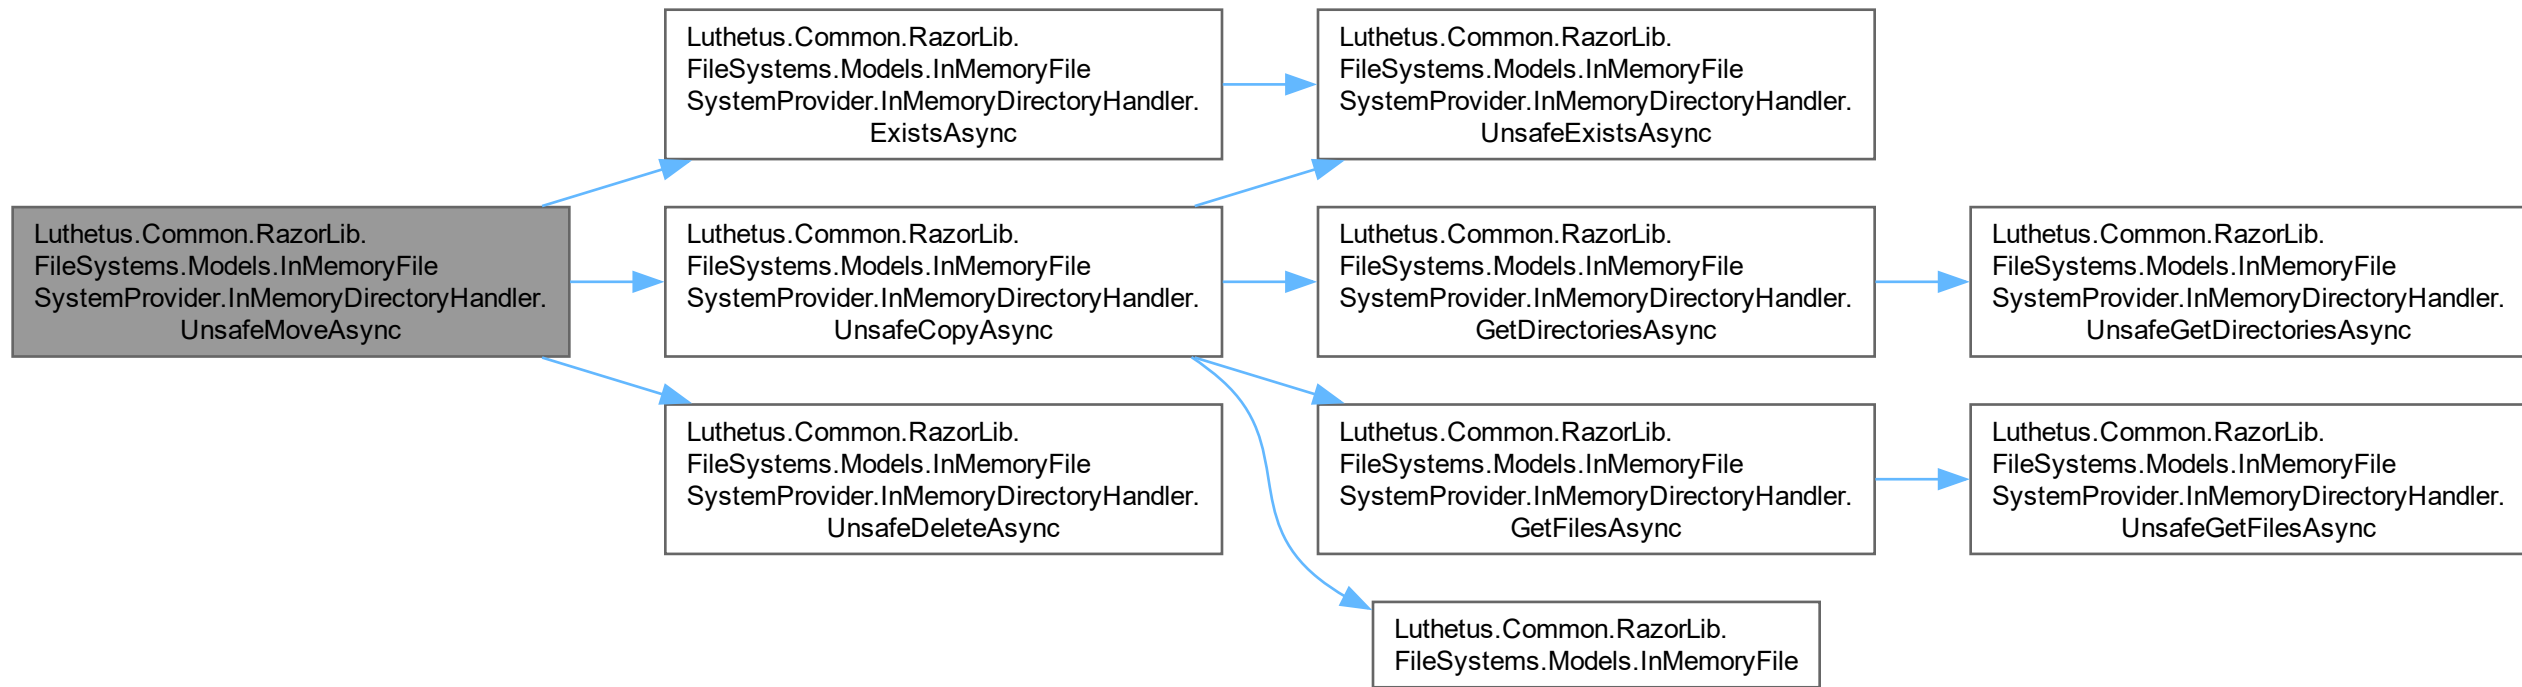 Luthetus.Common.RazorLib.
FileSystems.Models.InMemoryFile
SystemProvider.InMemoryDirectoryHandler.
UnsafeMoveAsync
Luthetus.Common.RazorLib.
FileSystems.Models.InMemoryFile
SystemProvider.InMemoryDirectoryHandler.
ExistsAsync
Luthetus.Common.RazorLib.
FileSystems.Models.InMemoryFile
SystemProvider.InMemoryDirectoryHandler.
UnsafeExistsAsync
Luthetus.Common.RazorLib.
FileSystems.Models.InMemoryFile
SystemProvider.InMemoryDirectoryHandler.
UnsafeCopyAsync
Luthetus.Common.RazorLib.
FileSystems.Models.InMemoryFile
SystemProvider.InMemoryDirectoryHandler.
GetDirectoriesAsync
Luthetus.Common.RazorLib.
FileSystems.Models.InMemoryFile
SystemProvider.InMemoryDirectoryHandler.
UnsafeGetDirectoriesAsync
Luthetus.Common.RazorLib.
FileSystems.Models.InMemoryFile
SystemProvider.InMemoryDirectoryHandler.
UnsafeDeleteAsync
Luthetus.Common.RazorLib.
FileSystems.Models.InMemoryFile
SystemProvider.InMemoryDirectoryHandler.
GetFilesAsync
Luthetus.Common.RazorLib.
FileSystems.Models.InMemoryFile
SystemProvider.InMemoryDirectoryHandler.
UnsafeGetFilesAsync
Luthetus.Common.RazorLib.
FileSystems.Models.InMemoryFile